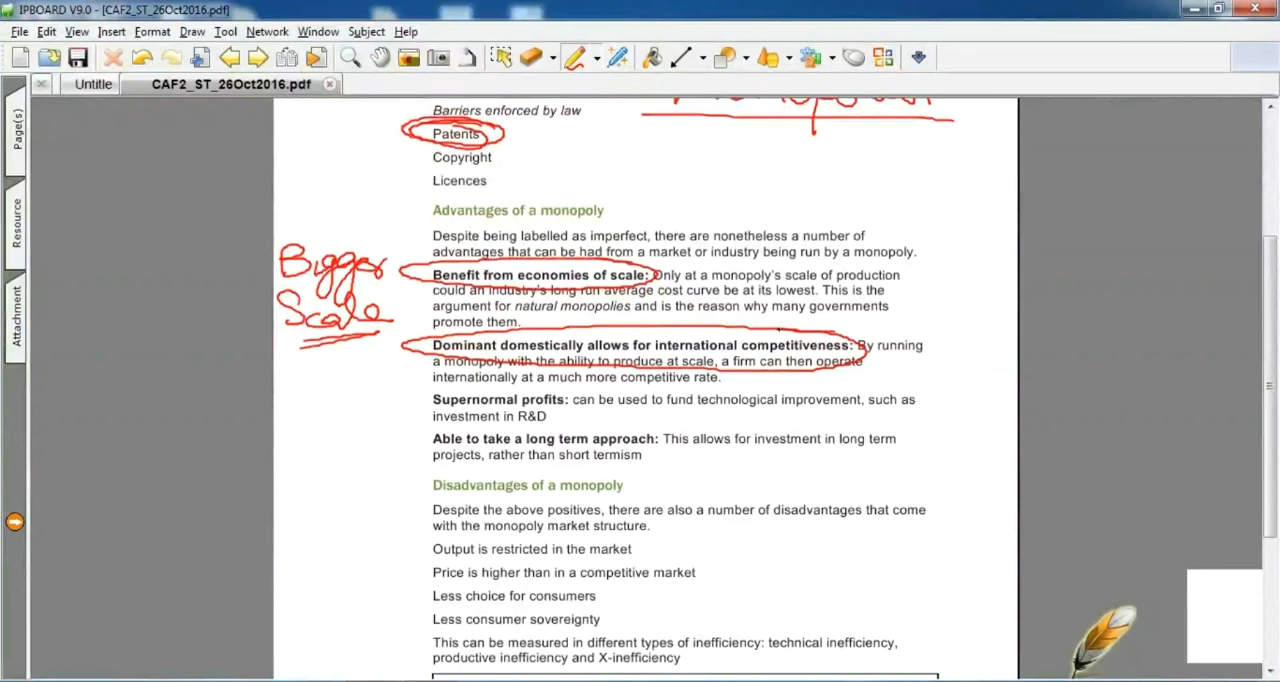 IPBOARD V9.0 - [CAF2_ST_26Oct2016.pdf]
File Edit View Insert Format Draw Tool Network Window Subject Help
Untitle CAF2_ST_26Oct2016.pdf
Page(s)
Resource
Attachment
Barriers enforced by law
Patents
Copyright
Licences
Advantages of a monopoly
Despite being labelled as imperfect, there are nonetheless a number of
advantages that can be had from a market or industry being run by a monopoly.
Bigger
Scale
Benefit from economies of scale: Only at a monopoly's scale of production
could an industry's long run average cost curve be at its lowest. This is the
argument for natural monopolies and is the reason why many governments
promote them.
Dominant domestically allows for international competitiveness: By running
a monopoly with the ability to produce at scale, a firm can then operate
internationally at a much more competitive rate.
Supernormal profits: can be used to fund technological improvement, such as
investment in R&D
Able to take a long term approach: This allows for investment in long term
projects, rather than short termism
Disadvantages of a monopoly
Despite the above positives, there are also a number of disadvantages that come
with the monopoly market structure.
Output is restricted in the market
Price is higher than in a competitive market
Less choice for consumers
Less consumer sovereignty
This can be measured in different types of inefficiency: technical inefficiency,
productive inefficiency and X-inefficiency